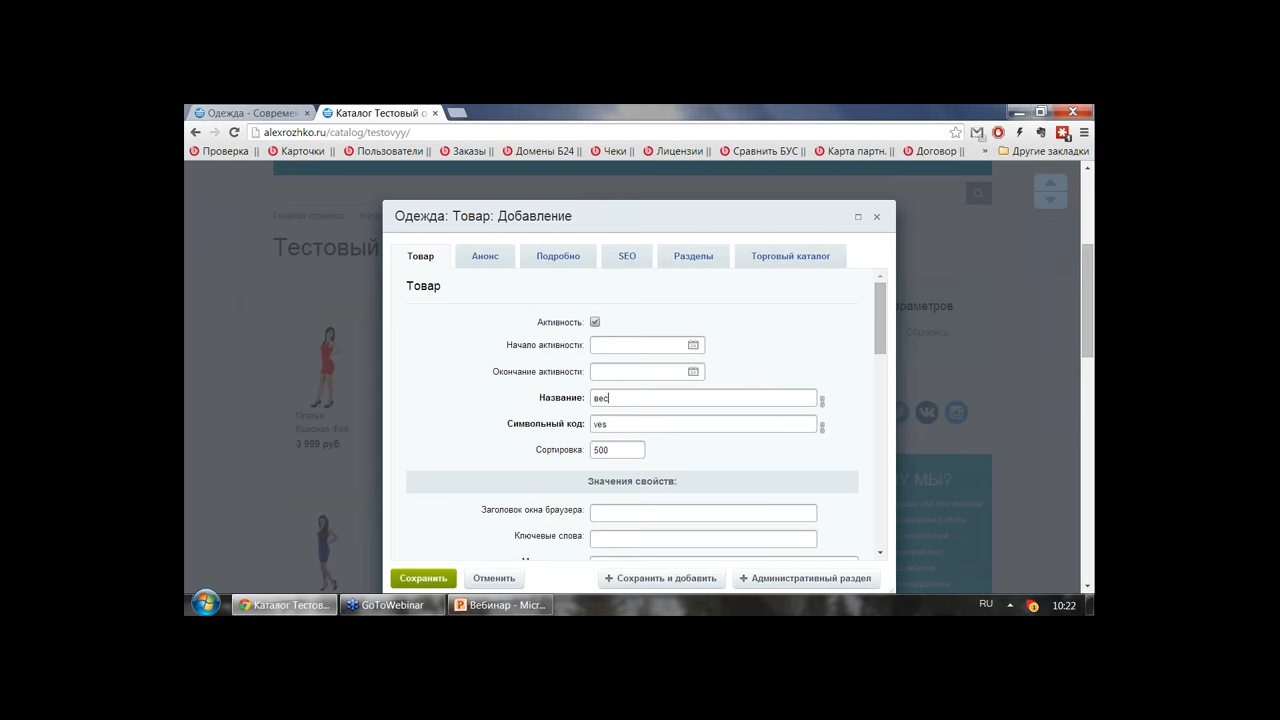 Одежда - Современ
Каталог Тестовый о
alexrozhko.ru/catalog/testovyy/
Проверка || Карточки || Пользователи || Заказы || Домены Б24 || Чеки || Лицензии || Сравнить БУС || Карта партн. || Договор || » Другие закладки
Главная страница
Тестовый
Одежда: Товар: Добавление
Товар Анонс Подробно SEO Разделы Торговый каталог
Товар
Активность:
Начало активности:
Окончание активности:
Название: вес
Символьный код: ves
Сортировка: 500
Значения свойств:
Заголовок окна браузера:
Ключевые слова:
Сохранить Отменить + Сохранить и добавить + Административный раздел
Платье
Красная Фея
3 999 руб.
араметров
Сбросить
У МЫ?
Каталог Тестов... GoToWebinar Вебинар - Micr... RU 10:22